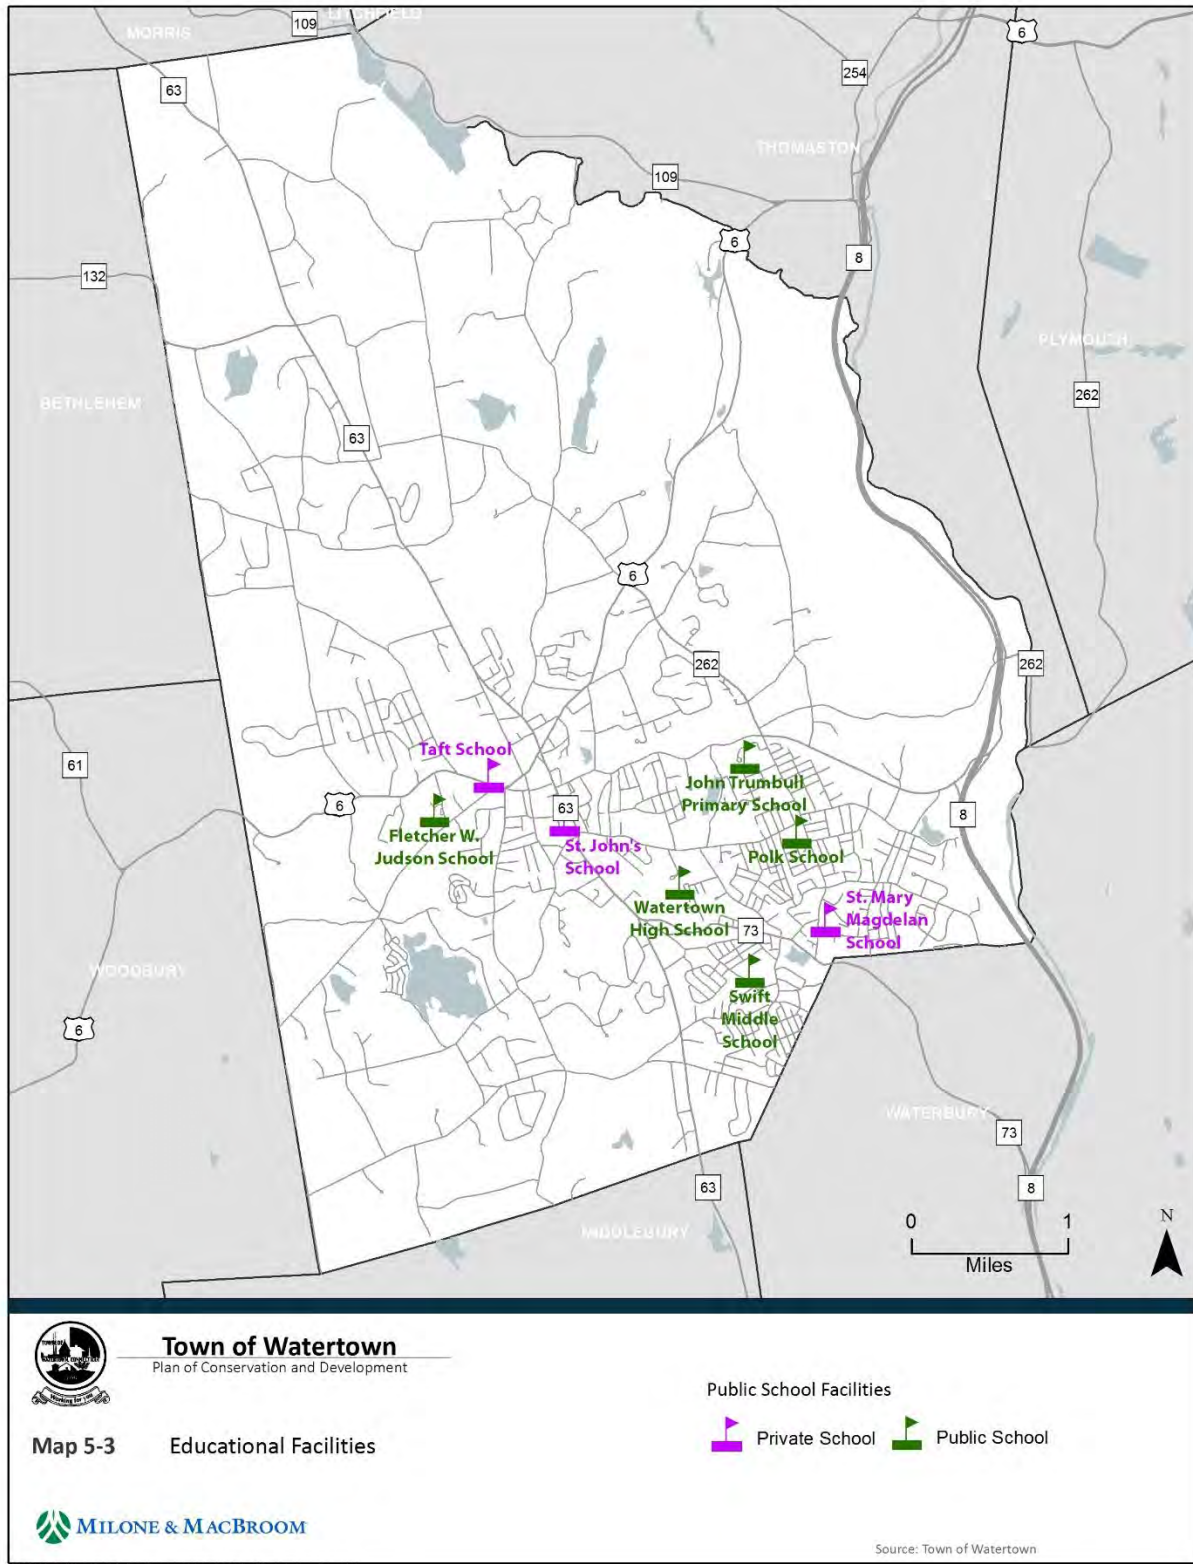 LITCHFIELD
109
MORRIS
6
254
63
THOMASTON
109
6
8
132
PLYMOUTH
262
BETHLEHEM
63
6
262
262
Taft School
61
John Trumbull
Primary School
6
63
8
Fletcher W.
Judson School
St. John's
School
Polk School
Watertown
High School
St. Mary
Magdelan
School
73
WOODBURY
Swift
Middle
School
6
WATERBURY
73
63
8
MIDDLEBURY
0 1
Miles
N
Town of Watertown
Plan of Conservation and Development
Working for you
Map 5-3 Educational Facilities
Public School Facilities
Private School
Public School
MILONE & MACBROOM
Source: Town of Watertown